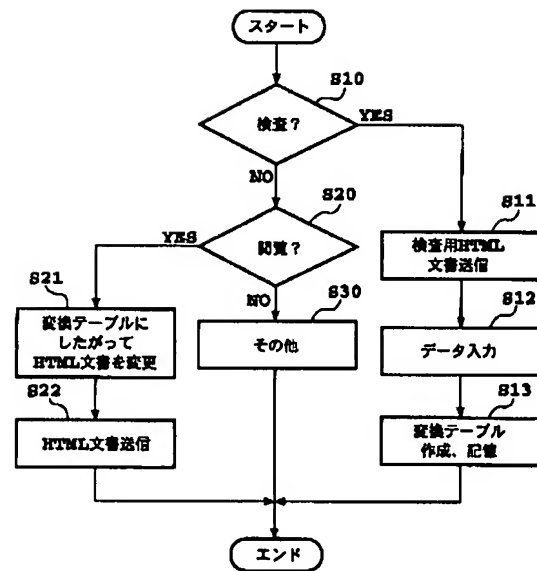 スタート
S10
検査?
YES
NO
S20
閲覧?
YES
NO
S11
検査用HTML
文書送信
S21
変換テーブルに
したがって
HTML文書を変更
S30
その他
S12
データ入力
S22
HTML文書送信
S13
変換テーブル
作成、記憶
エンド